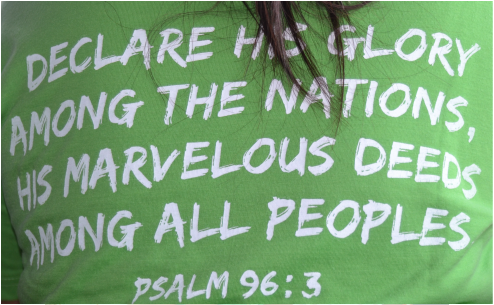 DECLARE HIS GLORY
AMONG THE NATIONS,
HIS MARVELOUS DEEDS
AMONG ALL PEOPLES
PSALM 96:3